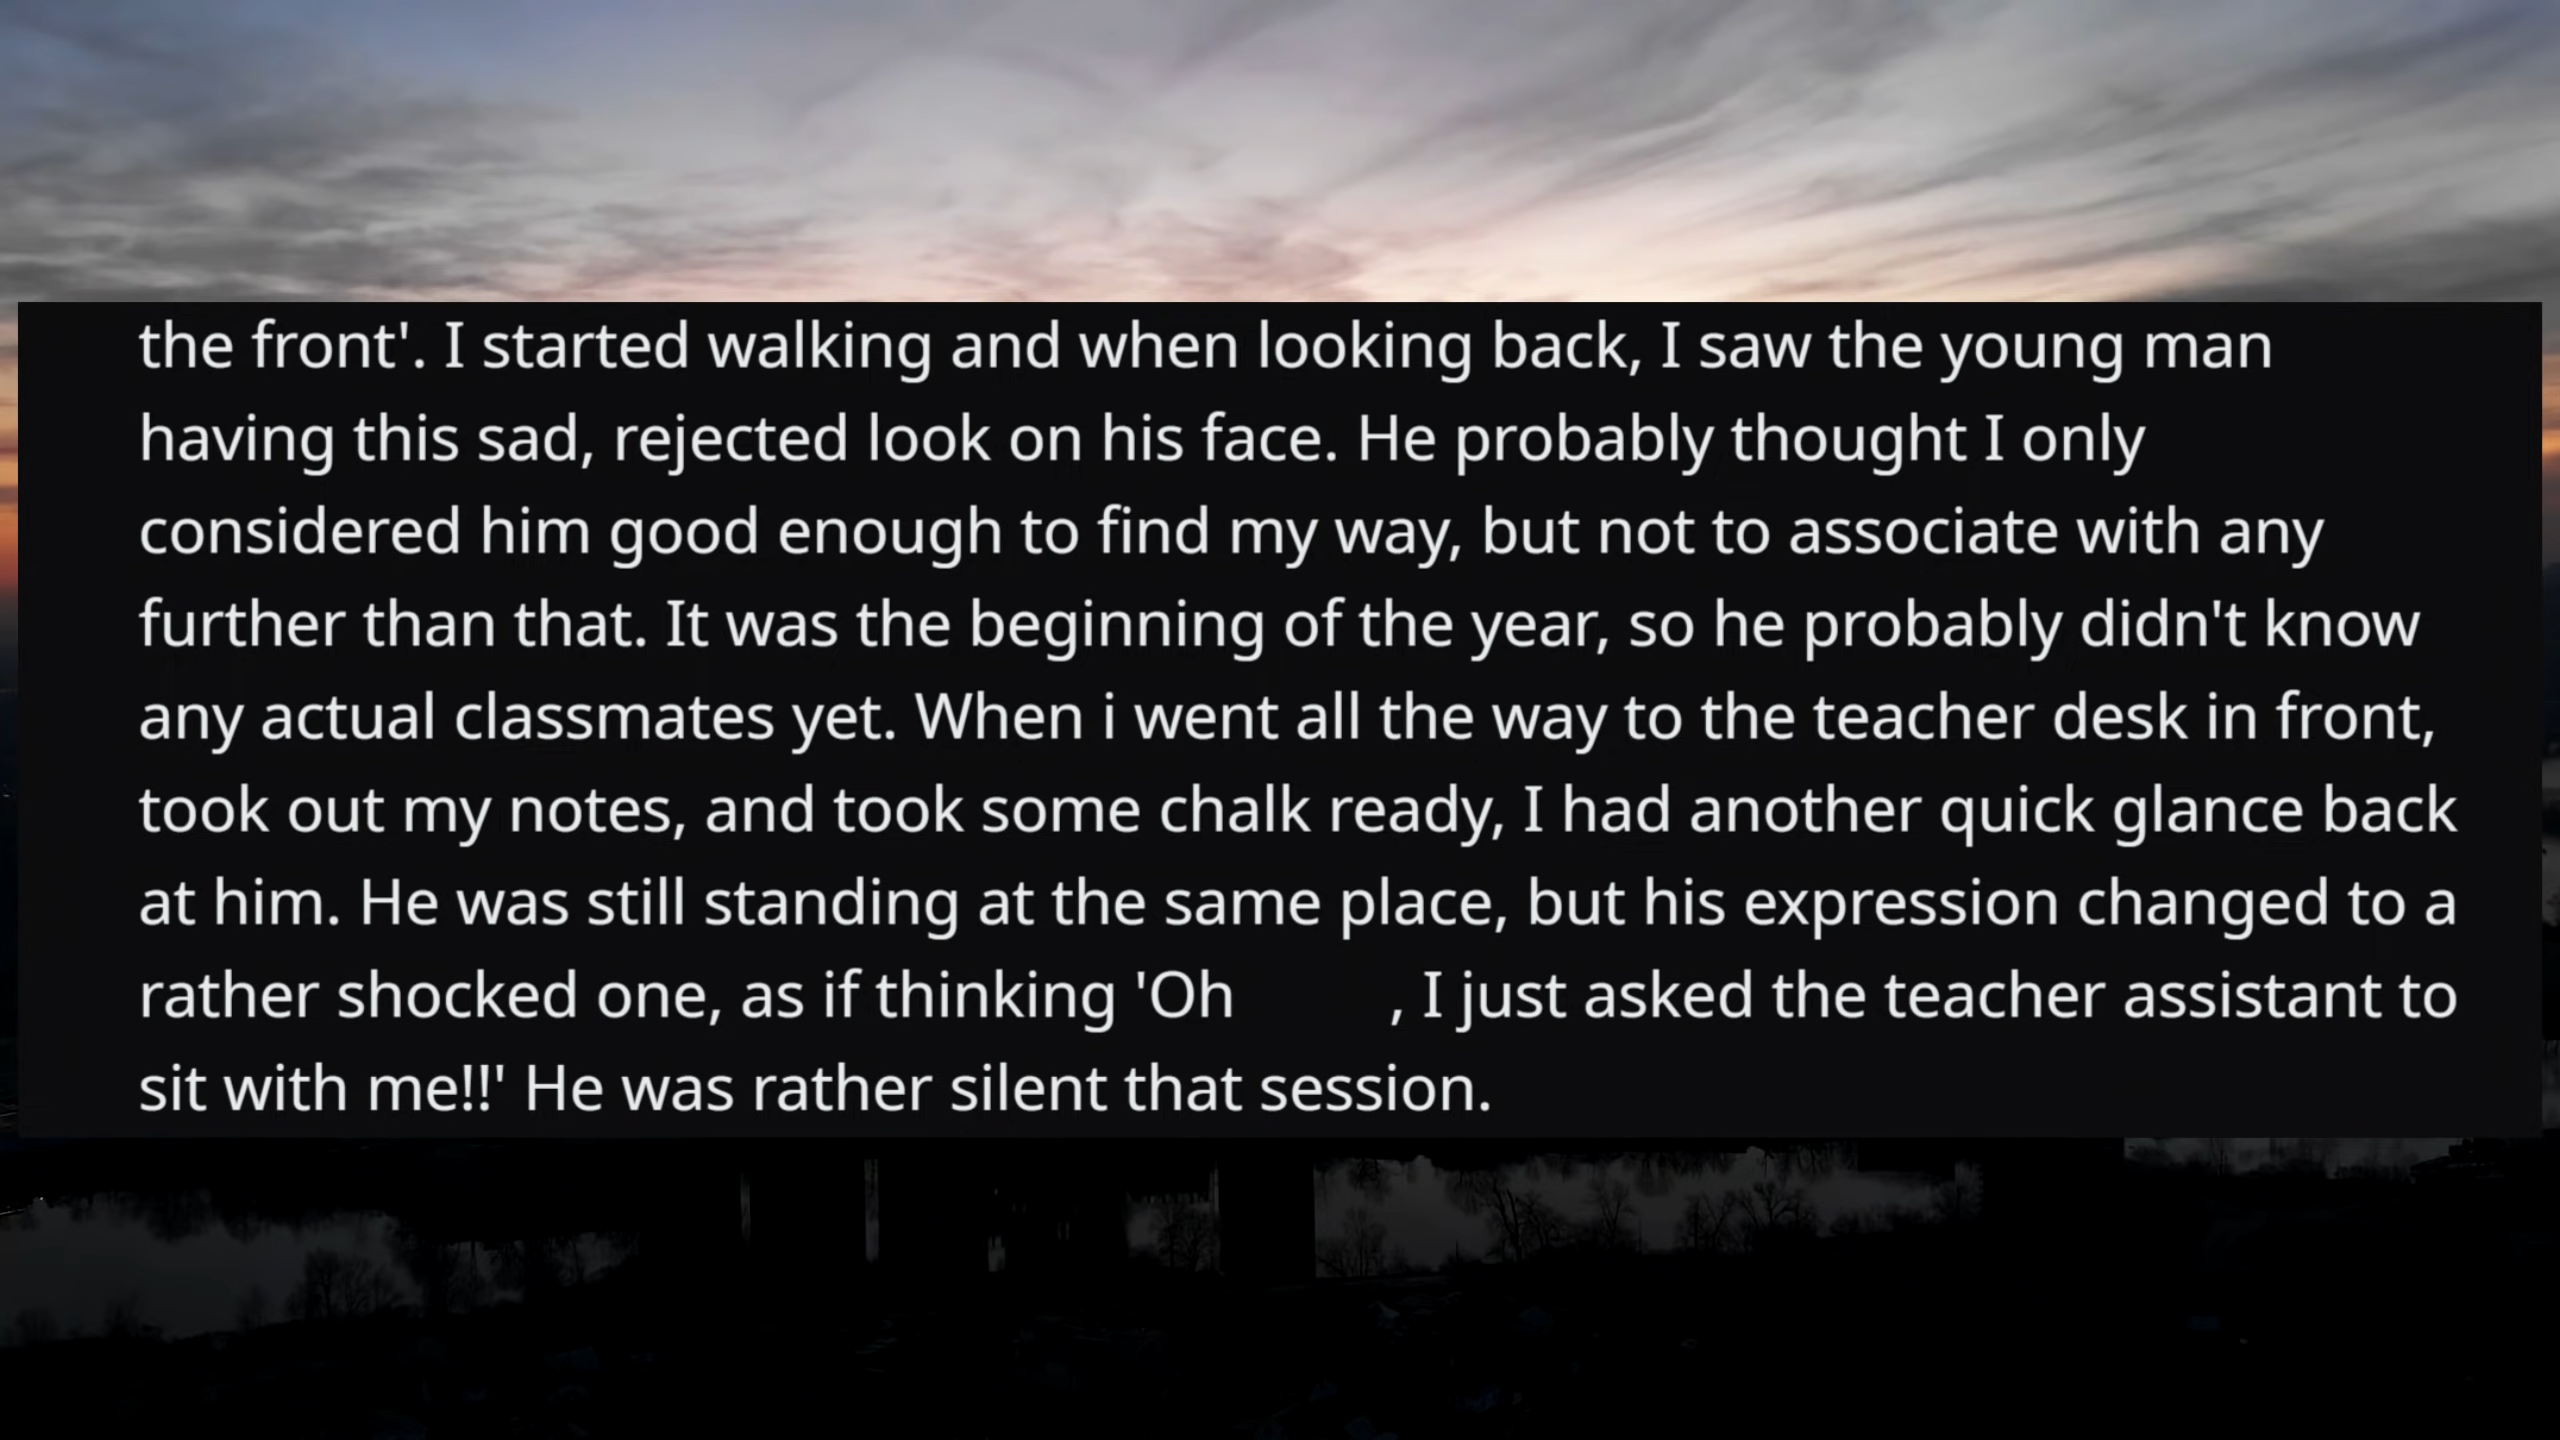 the front'. I started walking and when looking back, I saw the young man
having this sad, rejected look on his face. He probably thought I only
considered him good enough to find my way, but not to associate with any
further than that. It was the beginning of the year, so he probably didn't know
any actual classmates yet. When i went all the way to the teacher desk in front,
took out my notes, and took some chalk ready, I had another quick glance back
at him. He was still standing at the same place, but his expression changed to a
rather shocked one, as if thinking 'Oh , I just asked the teacher assistant to
sit with me!!' He was rather silent that session.